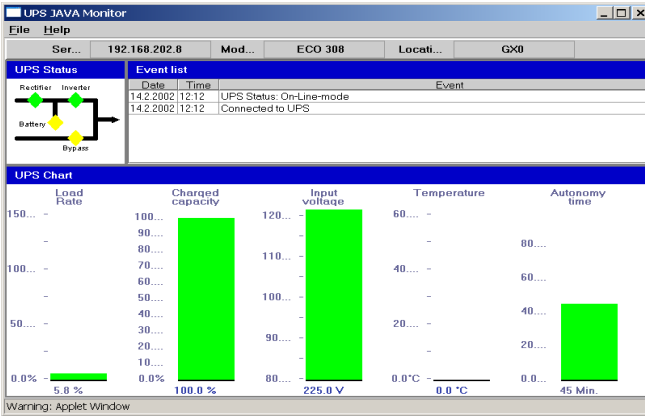 UPS JAVA Monitor
File Help
Ser... 192.168.202.8 Mod... ECO 308 Locati... GX0
UPS Status Event list
Rectifier Inverter
Battery
Bypass
Date Time Event
14.2.2002 12:12 UPS Status: On-Line-mode
14.2.2002 12:12 Connected to UPS
UPS Chart
Load Rate
150...
100...
50....
0.0%
5.8 %
Charged capacity
100...
90....
80....
70....
60....
50....
40....
30....
20....
10....
0.0%
100.0 %
Input voltage
120...
110...
100...
90....
80....
225.0 V
Temperature
60....
40....
20....
0.0°C
0.0 °C
Autonomy time
80....
60....
40....
20....
0.0...
45 Min.
Warning: Applet Window